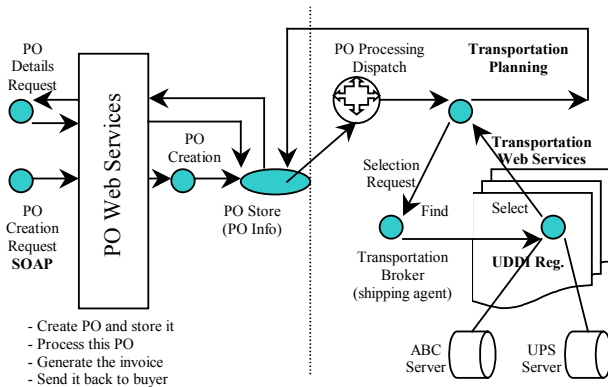 PO
Details
Request
PO Web Services
PO
Creation
PO
Creation
Request
SOAP
PO Store
(PO Info)
- Create PO and store it
- Process this PO
- Generate the invoice
- Send it back to buyer
PO Processing
Dispatch
Transportation
Planning
Transportation
Web Services
Selection
Request
Find
Select
Transportation
Broker
(shipping agent)
UDDI Reg.
ABC
Server
UPS
Server